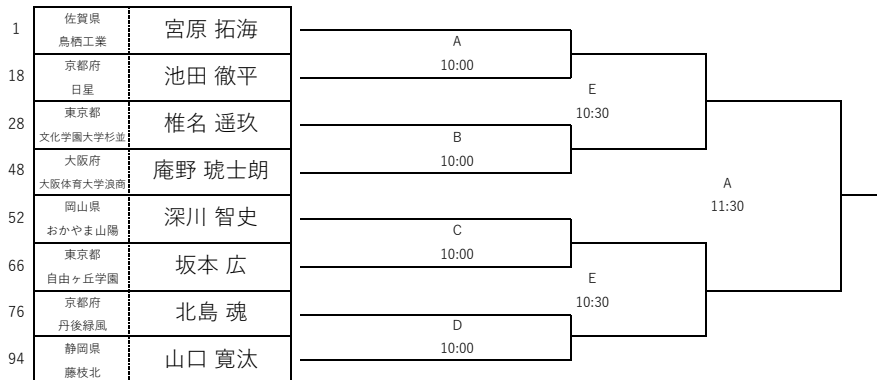 1
佐賀県
鳥栖工業
宮原 拓海
18
京都府
日星
池田 徹平
A
10:00
28
東京都
文化学園大学杉並
椎名 遥玖
48
大阪府
大阪体育大学浪商
庵野 琥士朗
B
10:00
E
10:30
52
岡山県
おかやま山陽
深川 智史
66
東京都
自由ヶ丘学園
坂本 広
C
10:00
76
京都府
丹後緑風
北島 魂
94
静岡県
藤枝北
山口 寛汰
D
10:00
E
10:30
A
11:30